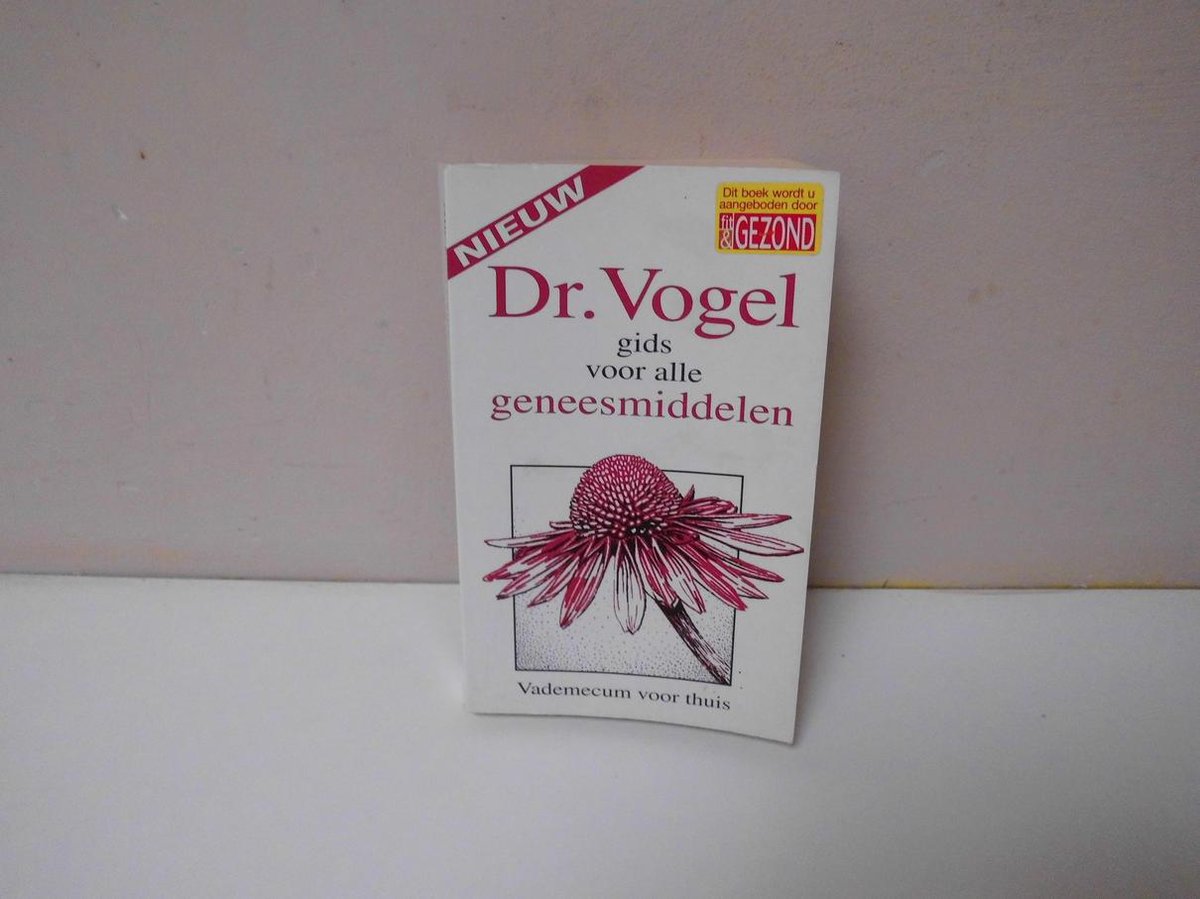 NIEUW
Dit boek wordt u
aangeboden door
fit & GEZOND
Dr. Vogel
gids
voor alle
geneesmiddelen
Vademecum voor thuis